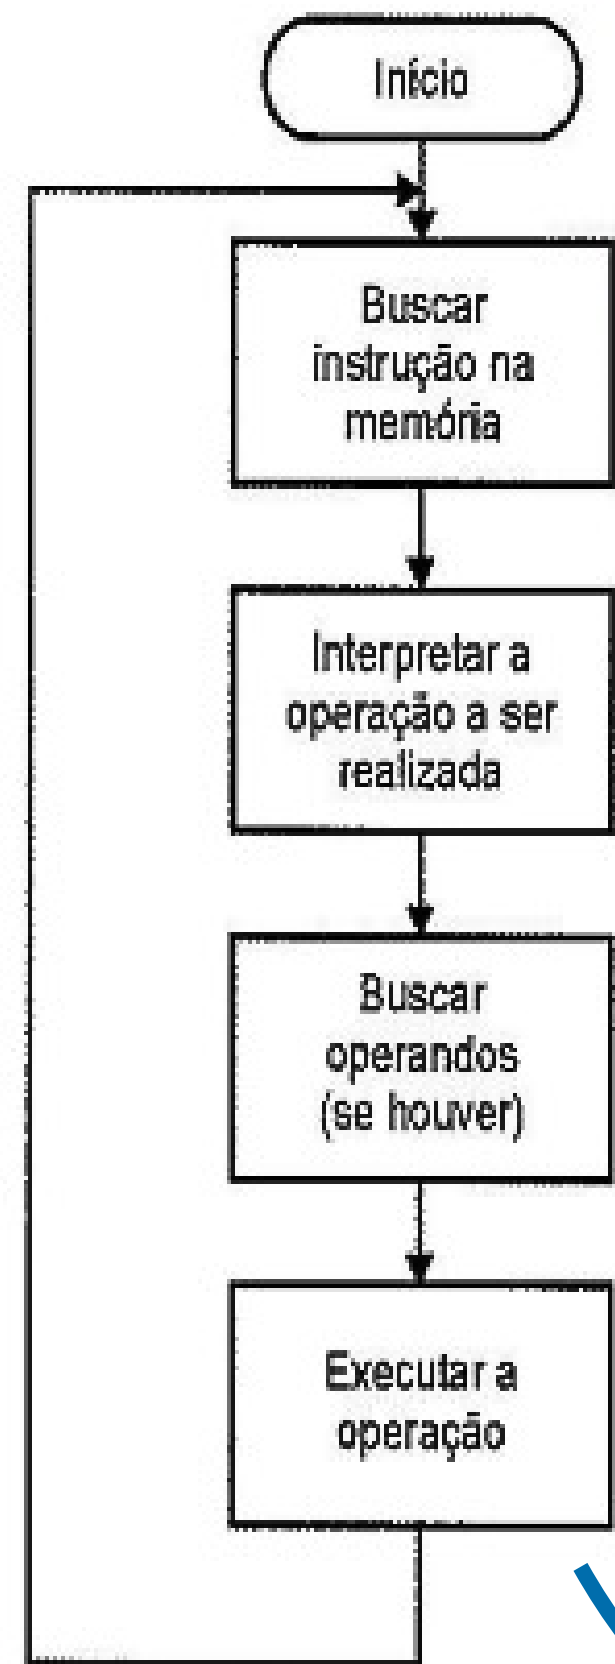 Início
Buscar
instrução na
memória
Interpretar a
operação a ser
realizada
Buscar
operandos
(se houver)
Executar a
operação